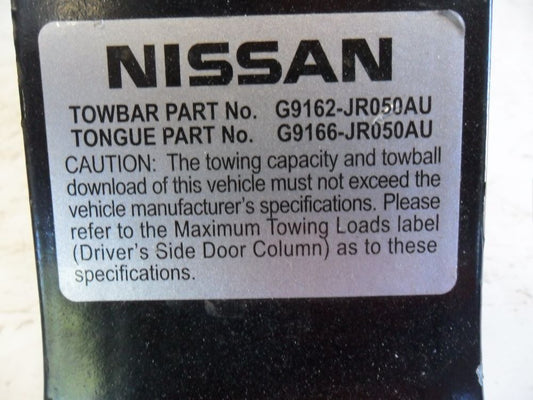 NISSAN
TOWBAR PART No. G9162-JR050AU
TONGUE PART No. G9166-JR050AU
CAUTION: The towing capacity and towball
download of this vehicle must not exceed the
vehicle manufacturer's specifications. Please
refer to the Maximum Towing Loads label
(Driver's Side Door Column) as to these
specifications.